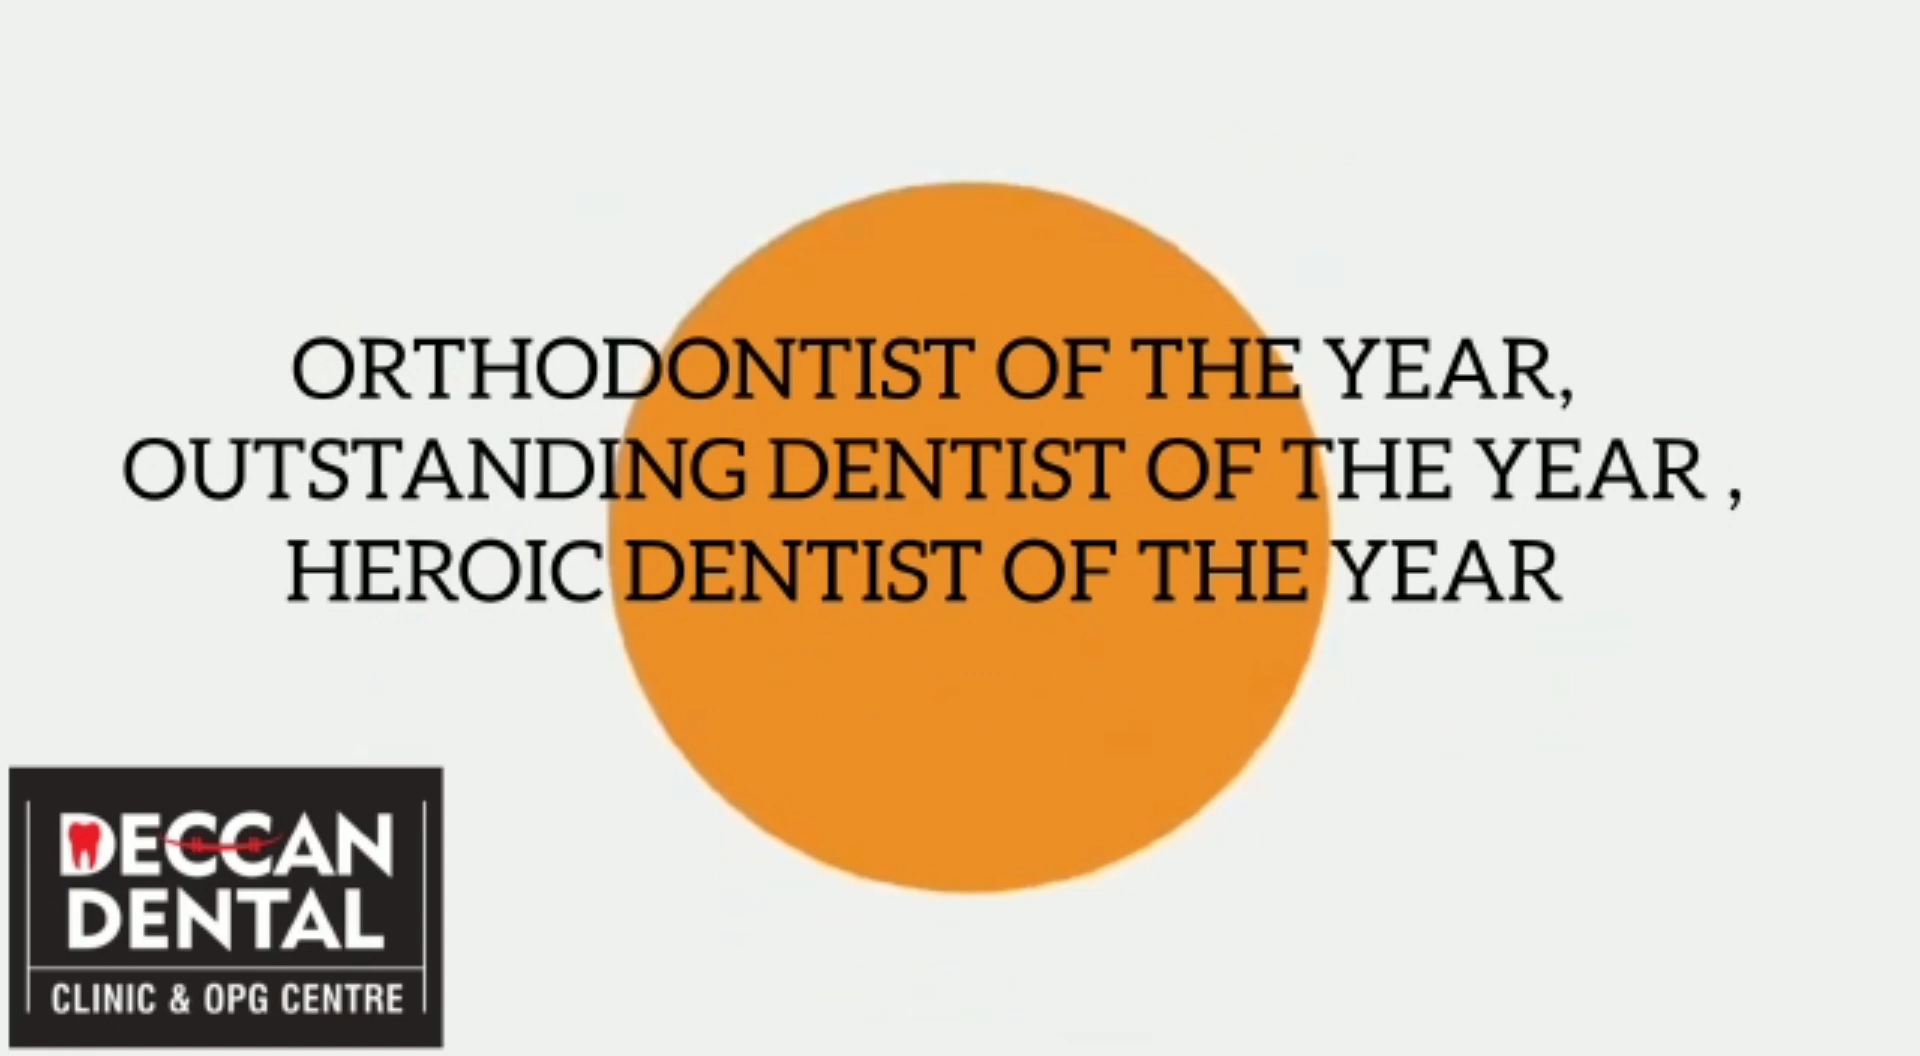 ORTHODONTIST OF THE YEAR,
OUTSTANDING DENTIST OF THE YEAR ,
HEROIC DENTIST OF THE YEAR
DECCAN
DENTAL
CLINIC & OPG CENTRE